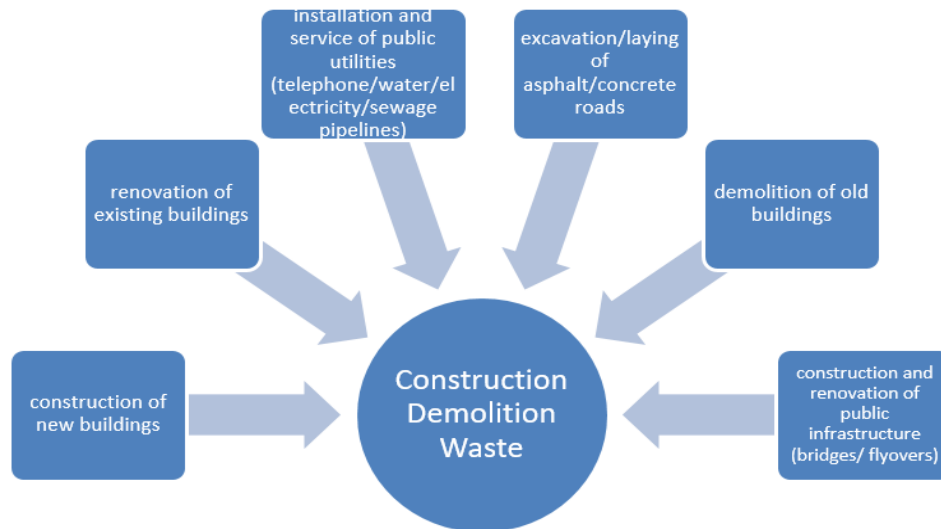 installation and
service of public
utilities
(telephone/water/el
ectricity/sewage
pipelines)
excavation/laying
of
asphalt/concrete
roads
renovation of
existing buildings
demolition of old
buildings
construction of
new buildings
Construction
Demolition
Waste
construction and
renovation of
public
infrastructure
(bridges/ flyovers)